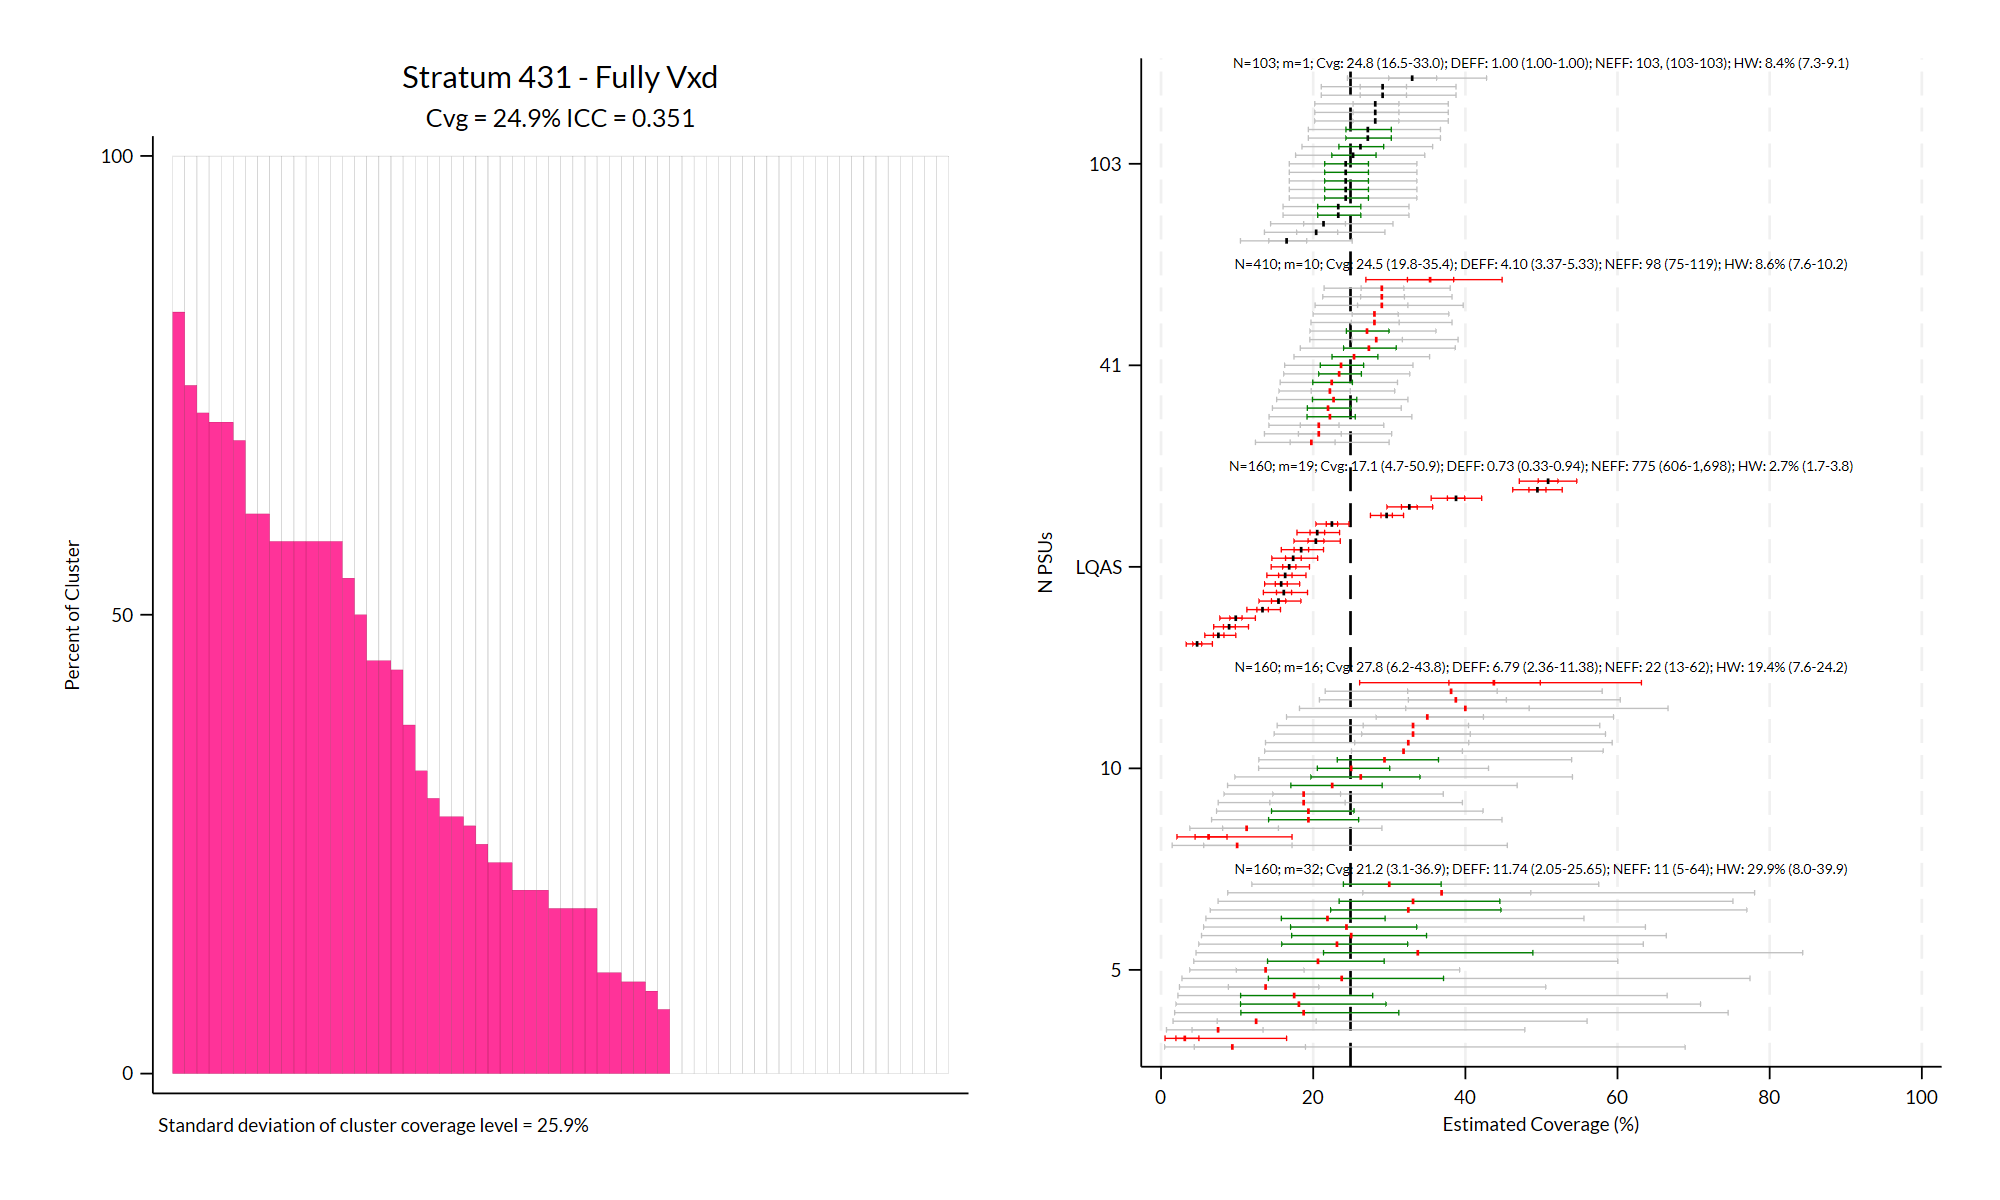 Stratum 431 - Fully Vxd
Cvg = 24.9% ICC = 0.351
Percent of Cluster
100
50
0
Standard deviation of cluster coverage level = 25.9%
N PSUs
103
41
LQAS
10
5
N=103; m=1; Cvg: 24.8 (16.5-33.0); DEFF: 1.00 (1.00-1.00); NEFF: 103, (103-103); HW: 8.4% (7.3-9.1)
N=410; m=10; Cvg: 24.5 (19.8-35.4); DEFF: 4.10 (3.37-5.33); NEFF: 98 (75-119); HW: 8.6% (7.6-10.2)
N=160; m=19; Cvg: 17.1 (4.7-50.9); DEFF: 0.73 (0.33-0.94); NEFF: 775 (606-1,698); HW: 2.7% (1.7-3.8)
N=160; m=16; Cvg: 27.8 (6.2-43.8); DEFF: 6.79 (2.36-11.38); NEFF: 22 (13-62); HW: 19.4% (7.6-24.2)
N=160; m=32; Cvg: 21.2 (3.1-36.9); DEFF: 11.74 (2.05-25.65); NEFF: 11 (5-64); HW: 29.9% (8.0-39.9)
0 20 40 60 80 100
Estimated Coverage (%)